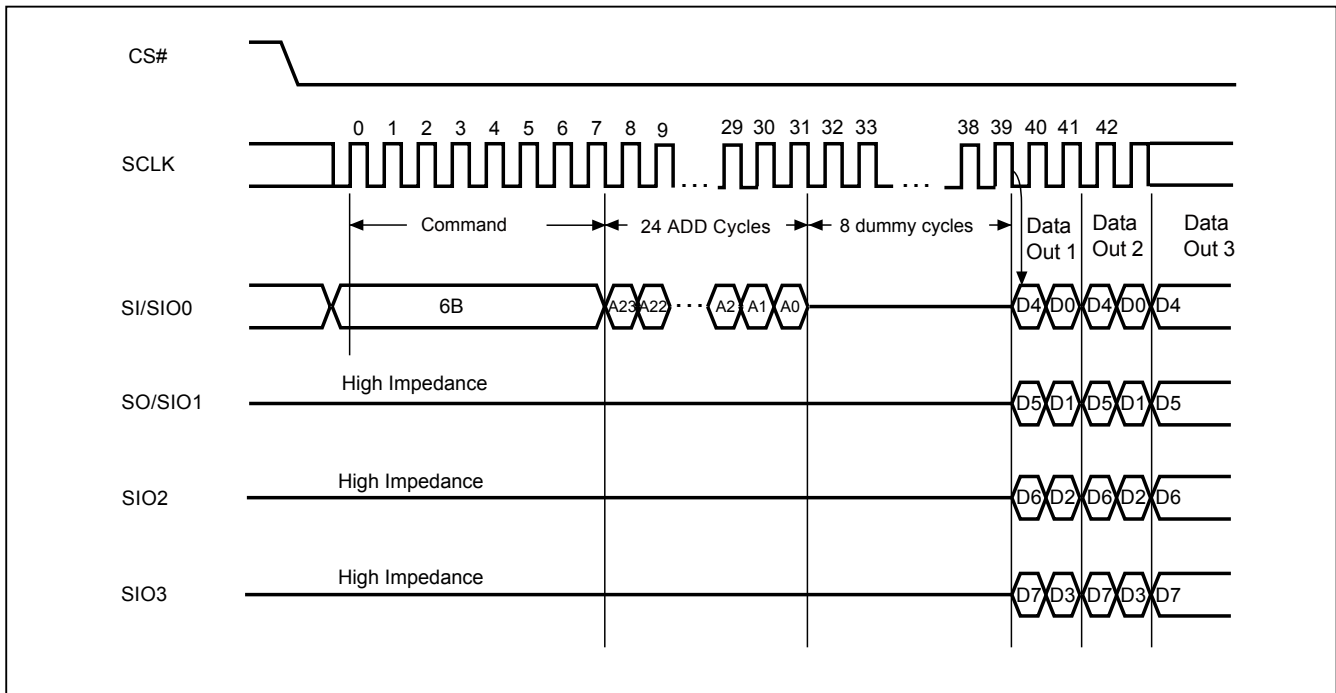 CS#
0 1 2 3 4 5 6 7 8 9 29 30 31 32 33 38 39 40 41 42
SCLK
... ...
Command 24 ADD Cycles 8 dummy cycles Data Out 1 Data Out 2 Data Out 3
SI/SIO0 6B A23 A22 ... A2 A1 A0 D4 D0 D4 D0 D4
High Impedance
SO/SIO1 D5 D1 D5 D1 D5
High Impedance
SIO2 D6 D2 D6 D2 D6
High Impedance
SIO3 D7 D3 D7 D3 D7